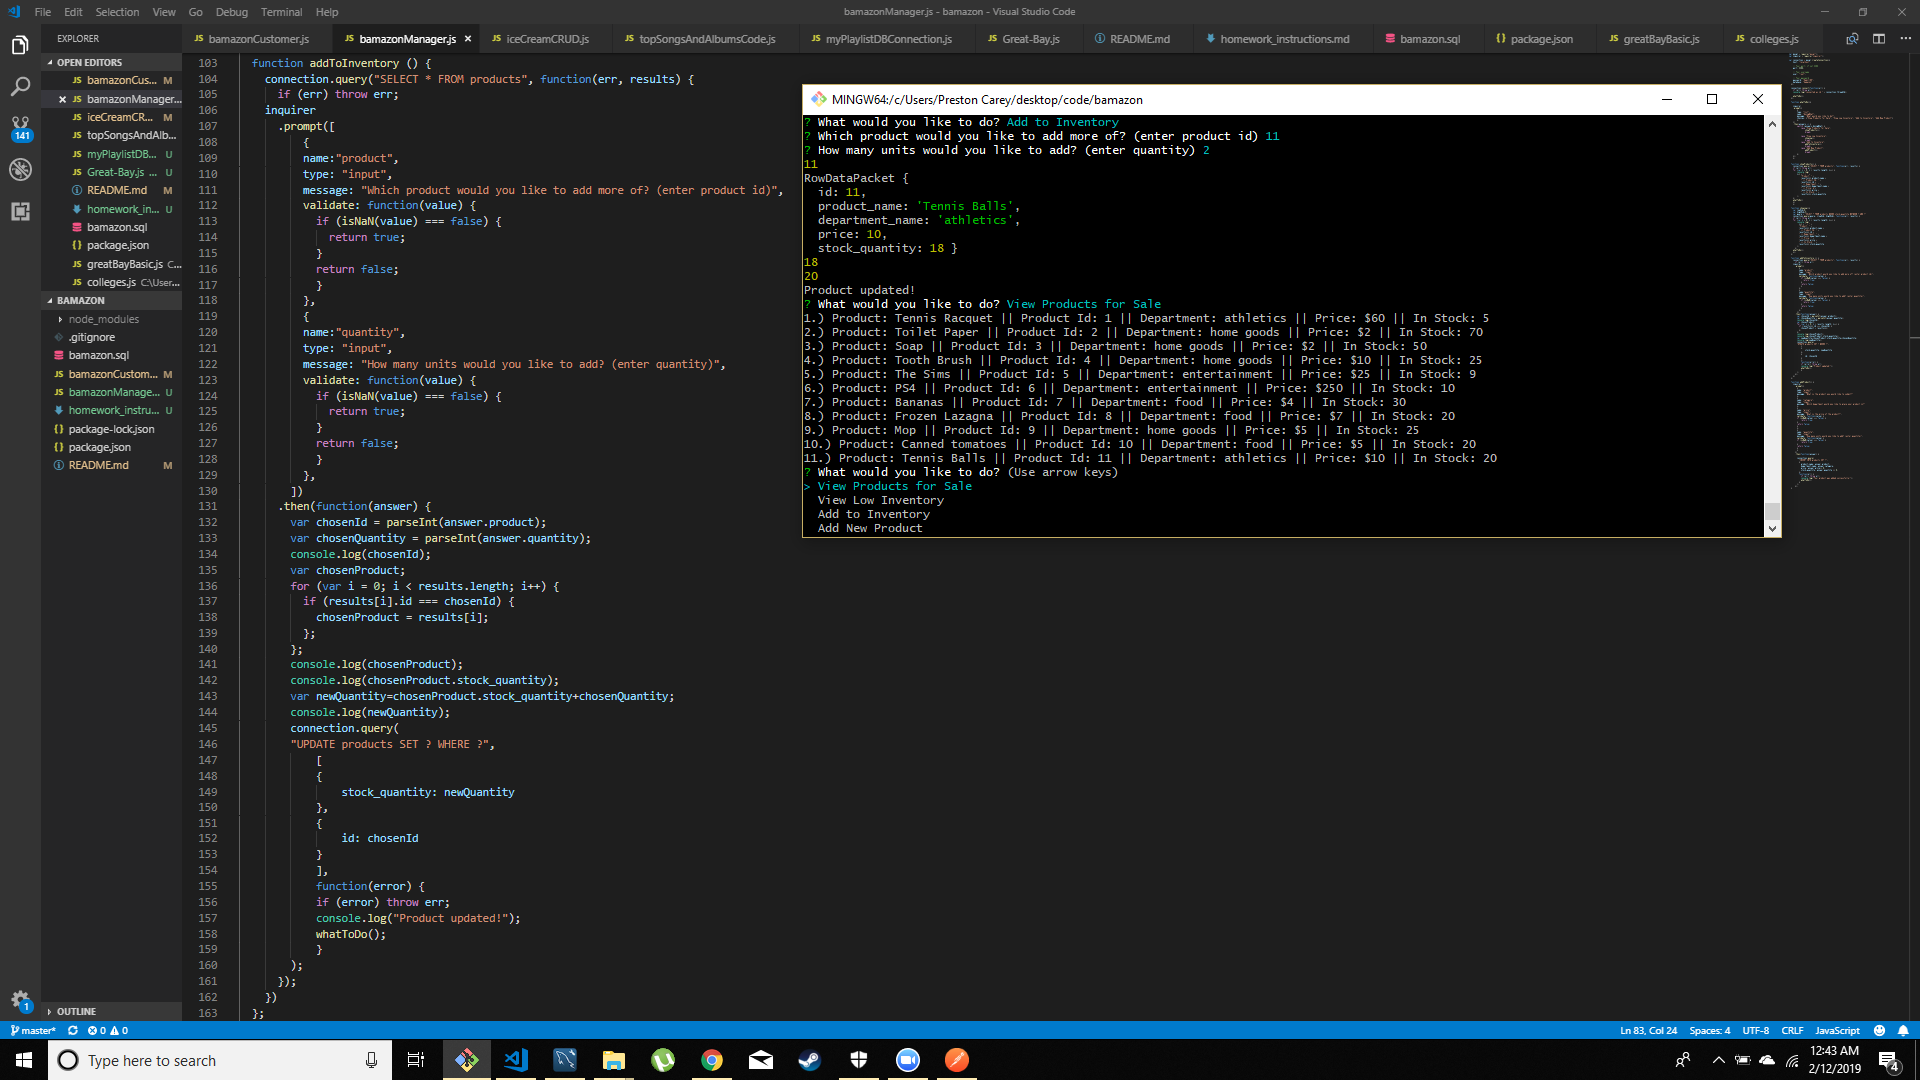 File Edit Selection View Go Debug Terminal Help
bamazonManager.js - bamazon - Visual Studio Code
EXPLORER
JS bamazonCustomer.js JS bamazonManager.js JS iceCreamCRUD.js JS topSongsAndAlbumsCode.js JS myPlaylistDBConnection.js JS Great-Bay.js README.md homework_instructions.md bamazon.sql {} package.json JS greatBayBasic.js JS colleges.js
OPEN EDITORS
JS bamazonCus... M
JS bamazonManager...
JS iceCreamCR... M
JS topSongsAndAlb...
JS myPlaylistDB... U
JS Great-Bay.js U
README.md M
homework_in... U
bamazon.sql
{} package.json
JS greatBayBasic.js C...
JS colleges.js C:\User...
BAMAZON
node_modules
.gitignore
bamazon.sql
JS bamazonCustom... M
JS bamazonManage... U
homework_instru... U
{} package-lock.json
{} package.json
README.md M
OUTLINE
141
1
103 function addToInventory () {
104 connection.query("SELECT * FROM products", function(err, results) {
105 if (err) throw err;
106 inquirer
107 .prompt([
108 {
109 name:"product",
110 type: "input",
111 message: "Which product would you like to add more of? (enter product id)",
112 validate: function(value) {
113 if (isNaN(value) === false) {
114 return true;
115 }
116 return false;
117 }
118 },
119 {
120 name:"quantity",
121 type: "input",
122 message: "How many units would you like to add? (enter quantity)",
123 validate: function(value) {
124 if (isNaN(value) === false) {
125 return true;
126 }
127 return false;
128 }
129 },
130 ])
131 .then(function(answer) {
132 var chosenId = parseInt(answer.product);
133 var chosenQuantity = parseInt(answer.quantity);
134 console.log(chosenId);
135 var chosenProduct;
136 for (var i = 0; i < results.length; i++) {
137 if (results[i].id === chosenId) {
138 chosenProduct = results[i];
139 };
140 };
141 console.log(chosenProduct);
142 console.log(chosenProduct.stock_quantity);
143 var newQuantity=chosenProduct.stock_quantity+chosenQuantity;
144 console.log(newQuantity);
145 connection.query(
146 "UPDATE products SET ? WHERE ?",
147 [
148 {
149 stock_quantity: newQuantity
150 },
151 {
152 id: chosenId
153 }
154 ],
155 function(error) {
156 if (error) throw err;
157 console.log("Product updated!");
158 whatToDo();
159 }
160 );
161 });
162 })
163 };
MINGW64:/c/Users/Preston Carey/desktop/code/bamazon
? What would you like to do? Add to Inventory
? Which product would you like to add more of? (enter product id) 11
? How many units would you like to add? (enter quantity) 2
11
RowDataPacket {
id: 11,
product_name: 'Tennis Balls',
department_name: 'athletics',
price: 10,
stock_quantity: 18 }
18
20
Product updated!
? What would you like to do? View Products for Sale
1.) Product: Tennis Racquet || Product Id: 1 || Department: athletics || Price: $60 || In Stock: 5
2.) Product: Toilet Paper || Product Id: 2 || Department: home goods || Price: $2 || In Stock: 70
3.) Product: Soap || Product Id: 3 || Department: home goods || Price: $2 || In Stock: 50
4.) Product: Tooth Brush || Product Id: 4 || Department: home goods || Price: $10 || In Stock: 25
5.) Product: The Sims || Product Id: 5 || Department: entertainment || Price: $25 || In Stock: 9
6.) Product: PS4 || Product Id: 6 || Department: entertainment || Price: $250 || In Stock: 10
7.) Product: Bananas || Product Id: 7 || Department: food || Price: $4 || In Stock: 30
8.) Product: Frozen Lazagna || Product Id: 8 || Department: food || Price: $7 || In Stock: 20
9.) Product: Mop || Product Id: 9 || Department: home goods || Price: $5 || In Stock: 25
10.) Product: Canned tomatoes || Product Id: 10 || Department: food || Price: $5 || In Stock: 20
11.) Product: Tennis Balls || Product Id: 11 || Department: athletics || Price: $10 || In Stock: 20
? What would you like to do? (Use arrow keys)
> View Products for Sale
View Low Inventory
Add to Inventory
Add New Product
master* 0 0
Ln 83, Col 24 Spaces: 4 UTF-8 CRLF JavaScript
Type here to search
12:43 AM
2/12/2019
4